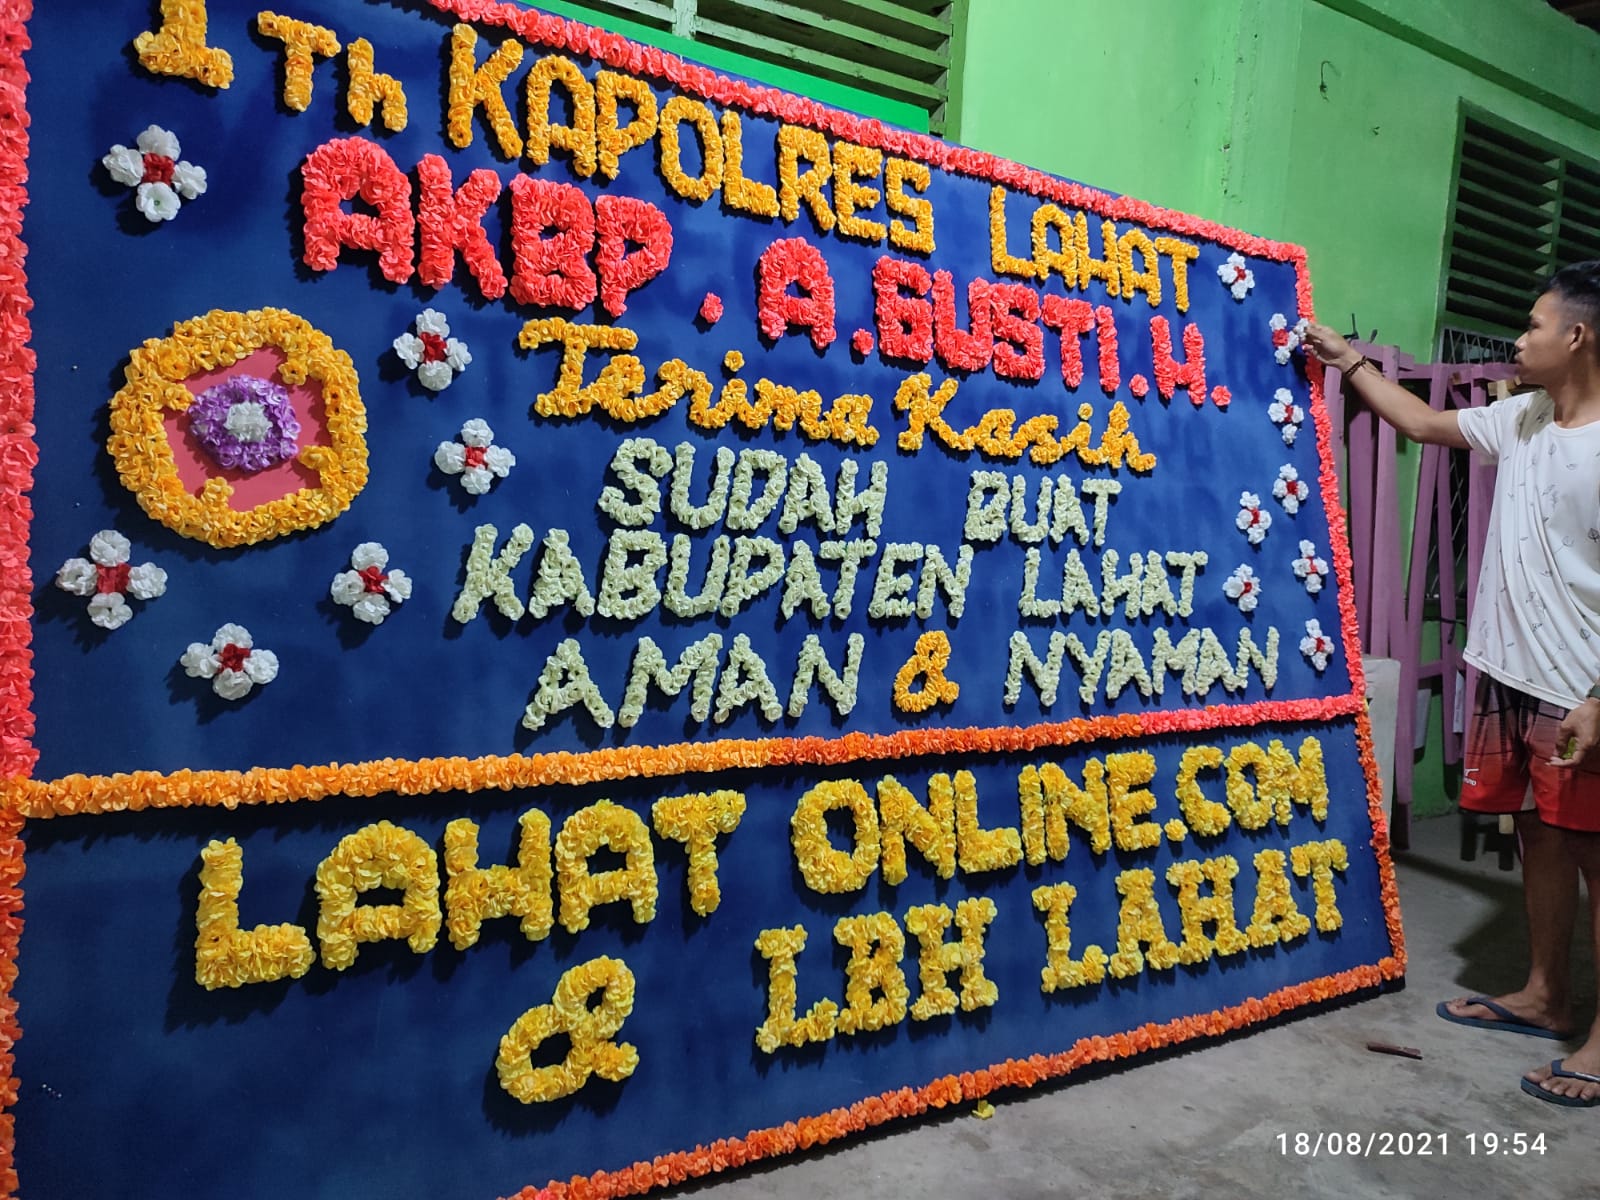 1 Th KAPOLRES LAHAT
AKBP . A.GUSTI.H.
Terima Kasih
SUDAH BUAT
KABUPATEN LAHAT
AMAN & NYAMAN
LAHAT ONLINE.COM
& LBH LAHAT
18/08/2021 19:54